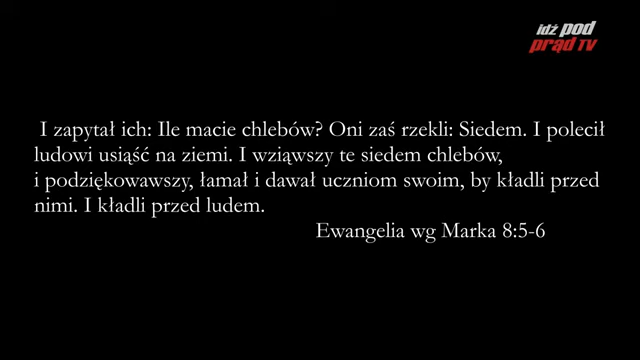 idź pod
prąd TV
I zapytał ich: Ile macie chlebów? Oni zaś rzekli: Siedem. I polecił
ludowi usiąść na ziemi. I wziąwszy te siedem chlebów,
i podziękowawszy, łamał i dawał uczniom swoim, by kładli przed
nimi. I kładli przed ludem.
Ewangelia wg Marka 8:5-6